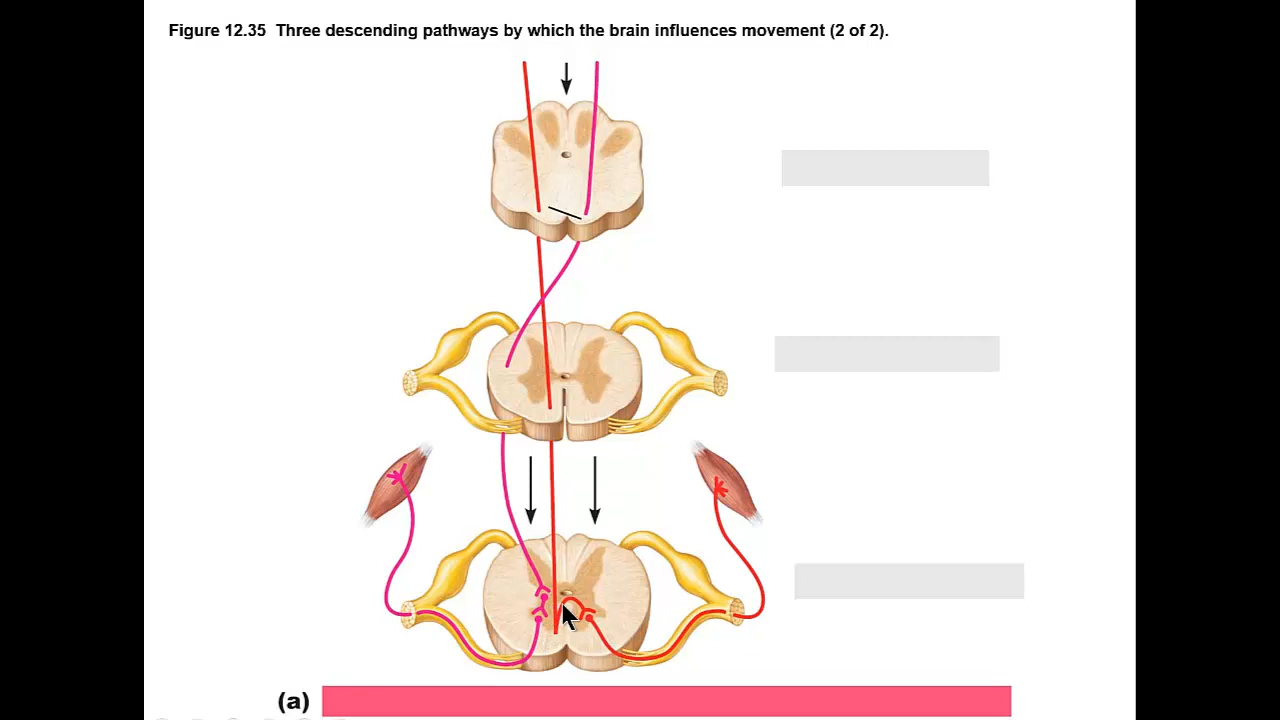 Figure 12.35 Three descending pathways by which the brain influences movement (2 of 2).
(a)